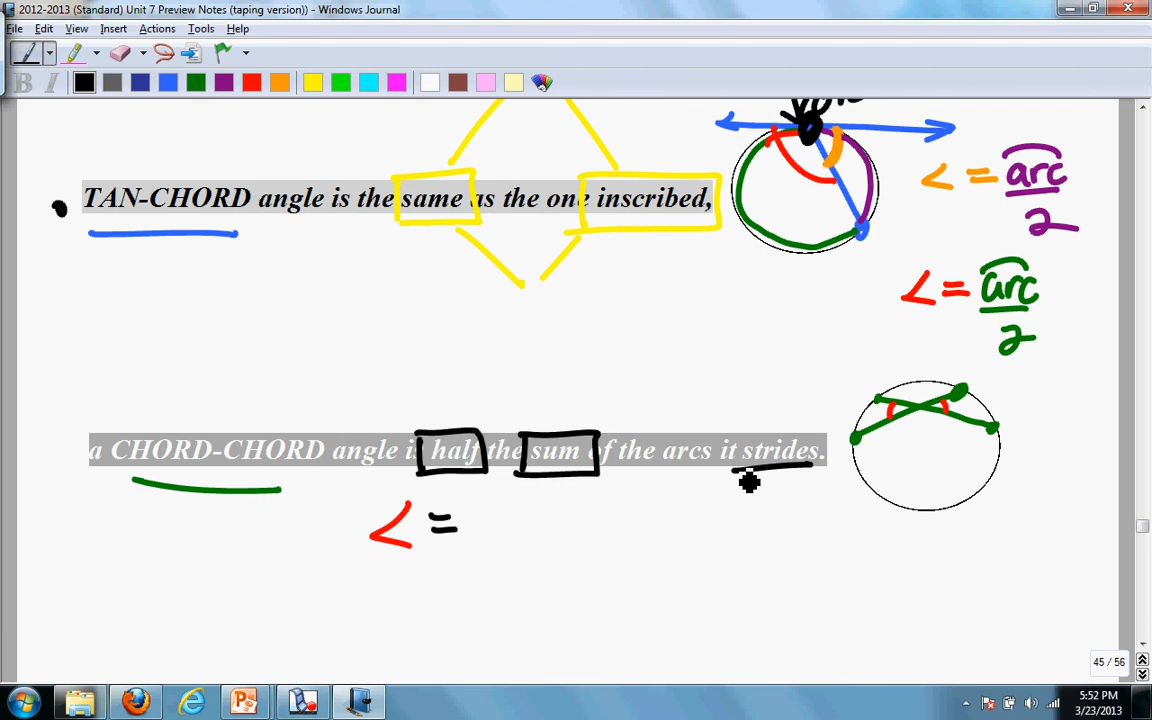 2012-2013 (Standard) Unit 7 Preview Notes (taping version)) - Windows Journal
File Edit View Insert Actions Tools Help
B I
TAN-CHORD angle is the same as the one inscribed,
∠ = arc
2
∠ = arc
2
a CHORD-CHORD angle is half the sum of the arcs it strides.
∠ =
45 / 56
5:52 PM
3/23/2013